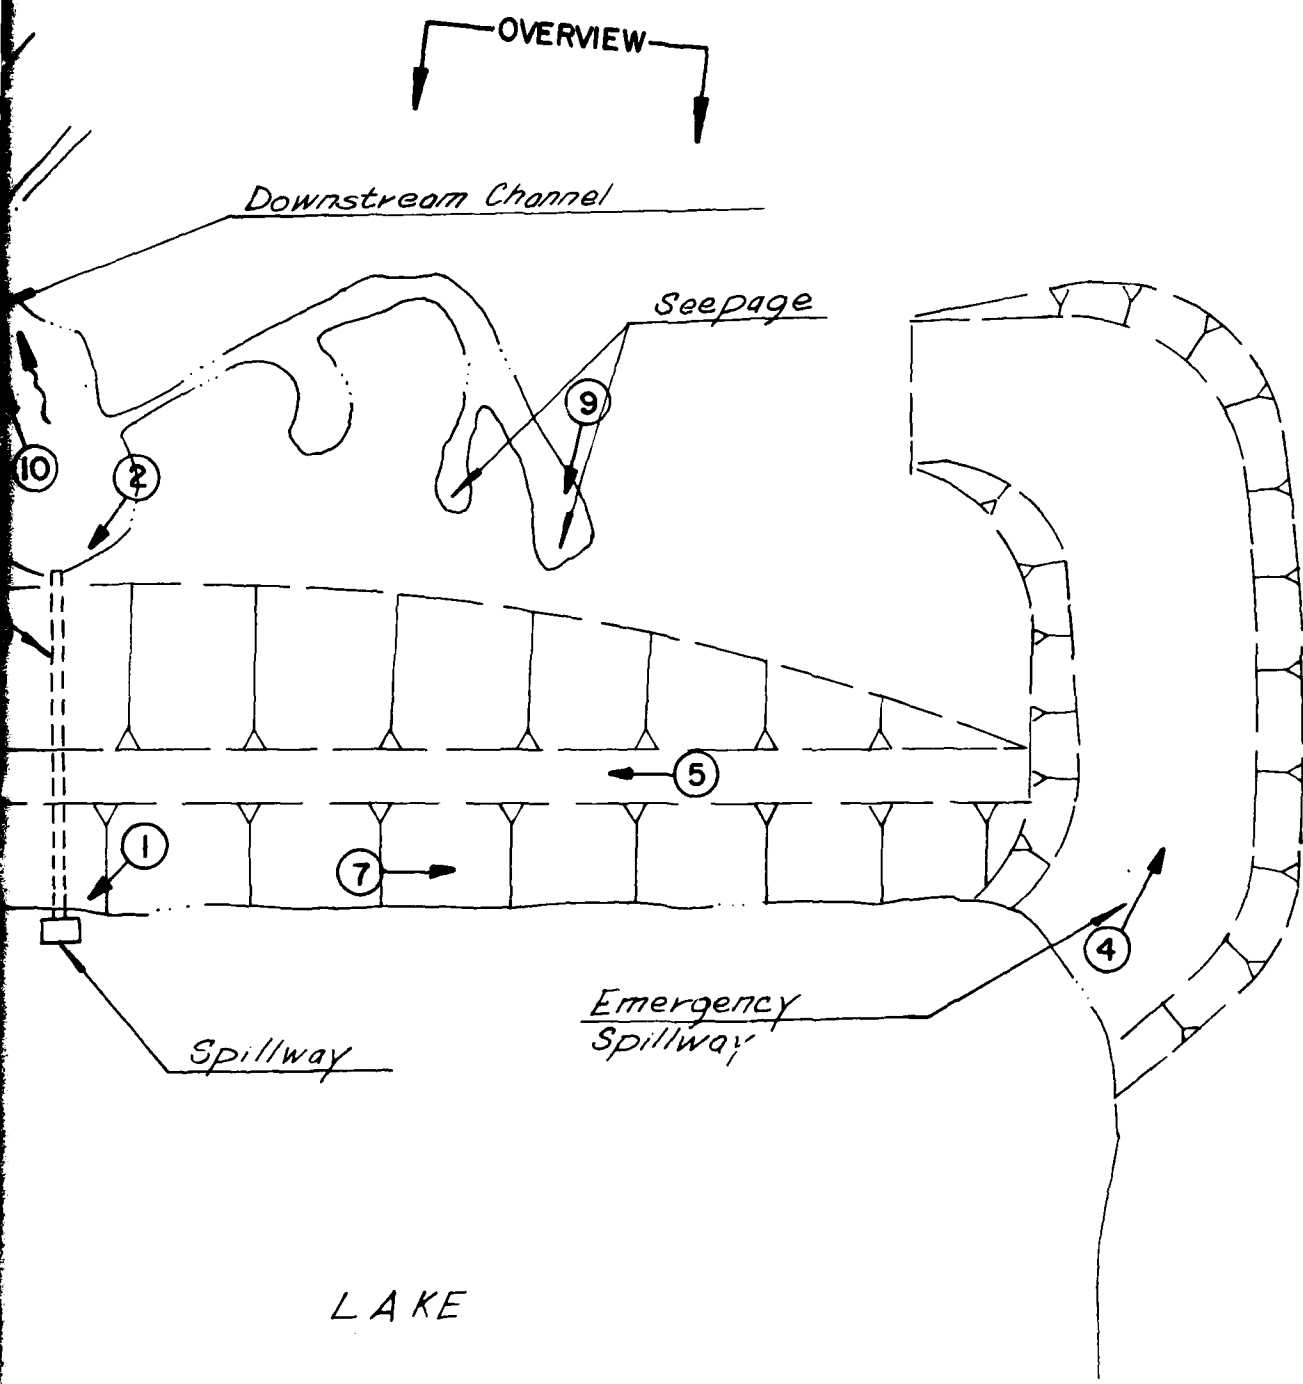 OVERVIEW
Downstream Channel
Seepage
9
10
2
5
1
7
4
Emergency
Spillway
Spillway
LAKE